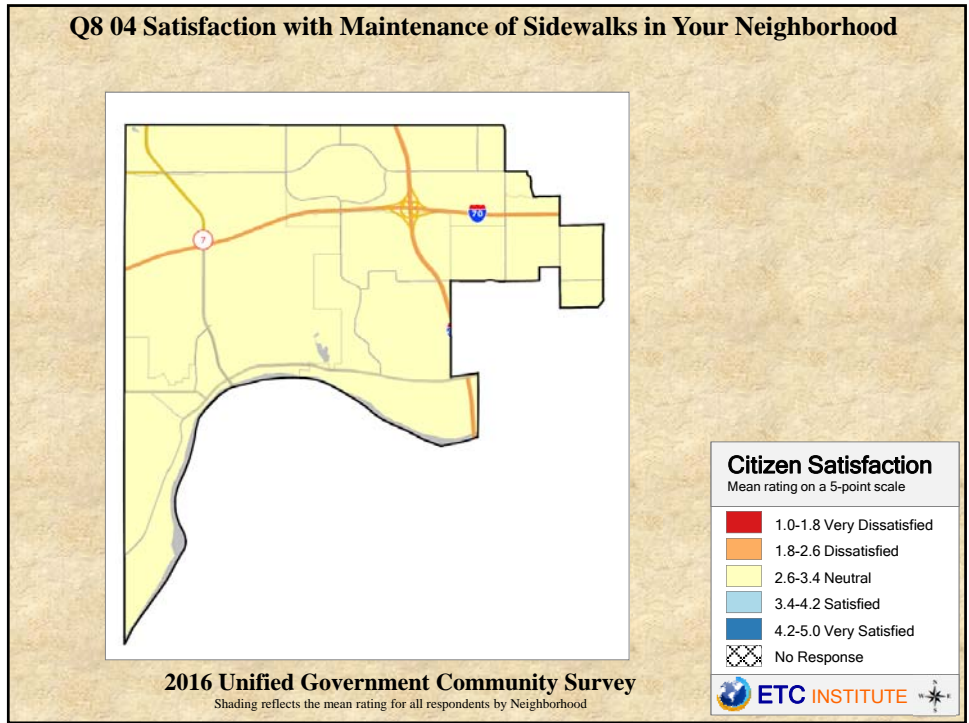 Q8 04 Satisfaction with Maintenance of Sidewalks in Your Neighborhood
70
7
Citizen Satisfaction
Mean rating on a 5-point scale
1.0-1.8 Very Dissatisfied
1.8-2.6 Dissatisfied
2.6-3.4 Neutral
3.4-4.2 Satisfied
4.2-5.0 Very Satisfied
No Response
2016 Unified Government Community Survey
Shading reflects the mean rating for all respondents by Neighborhood
ETC INSTITUTE